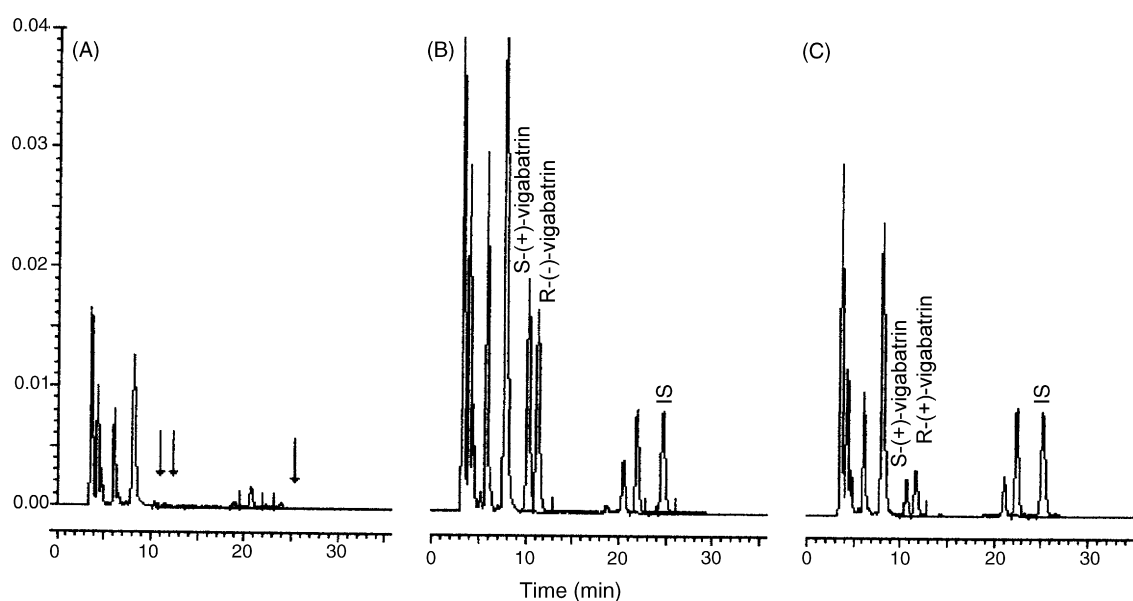 0.04
0.03
0.02
0.01
0.00
(A)
0 10 20 30
(B)
S-(+)-vigabatrin
R-(-)-vigabatrin
IS
0 10 20 30
(C)
S-(+)-vigabatrin
R-(+)-vigabatrin
IS
0 10 20 30
Time (min)